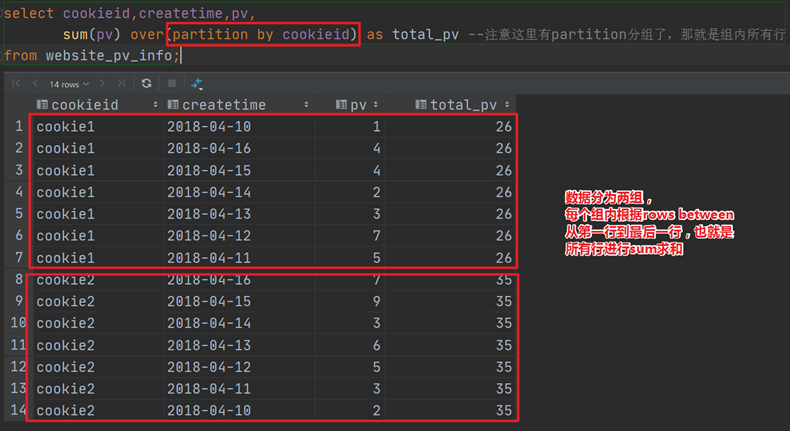 select cookieid,createtime,pv,
sum(pv) over(partition by cookieid) as total_pv --注意这里有partition分组了，那就是组内所有行
from website_pv_info;
14 rows
cookieid createtime pv total_pv
1 cookie1 2018-04-10 1 26
2 cookie1 2018-04-16 4 26
3 cookie1 2018-04-15 4 26
4 cookie1 2018-04-14 2 26
5 cookie1 2018-04-13 3 26
6 cookie1 2018-04-12 7 26
7 cookie1 2018-04-11 5 26
8 cookie2 2018-04-16 7 35
9 cookie2 2018-04-15 9 35
10 cookie2 2018-04-14 3 35
11 cookie2 2018-04-13 6 35
12 cookie2 2018-04-12 5 35
13 cookie2 2018-04-11 3 35
14 cookie2 2018-04-10 2 35
数据分为两组，
每个组内根据rows between
从第一行到最后一行，也就是
所有行进行sum求和